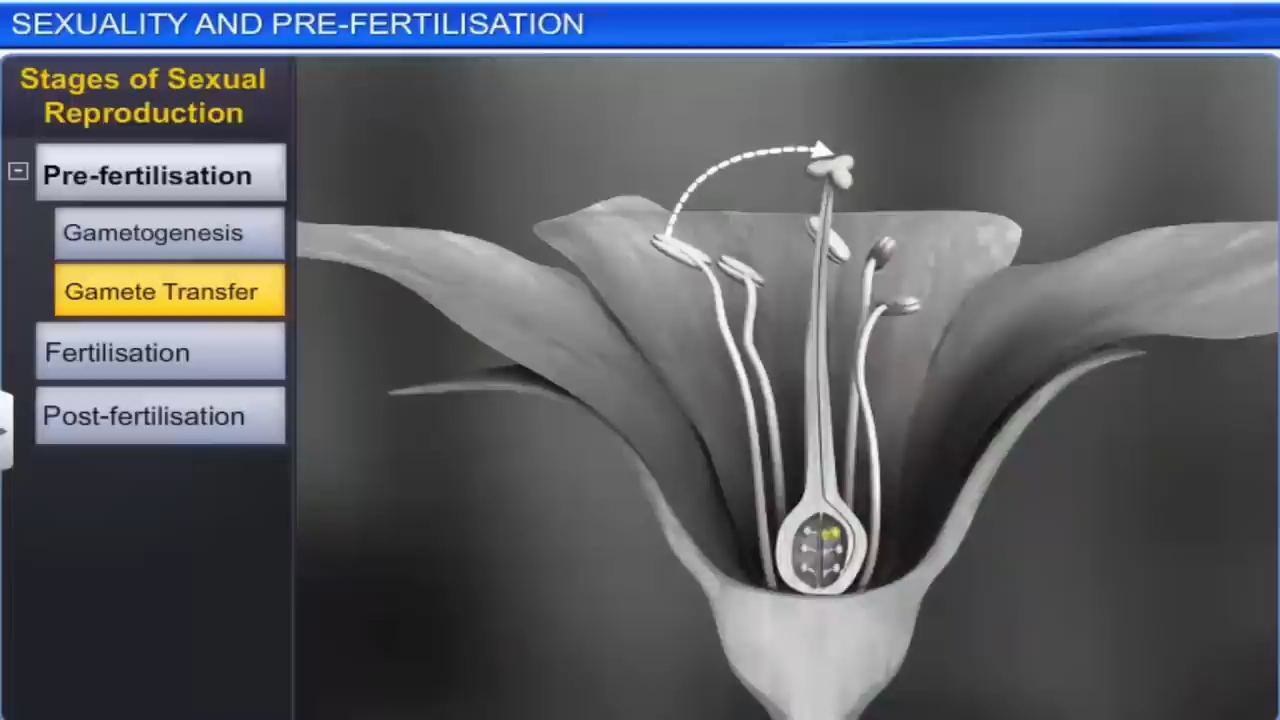 SEXUALITY AND PRE-FERTILISATION
Stages of Sexual
Reproduction
Pre-fertilisation
Gametogenesis
Gamete Transfer
Fertilisation
Post-fertilisation